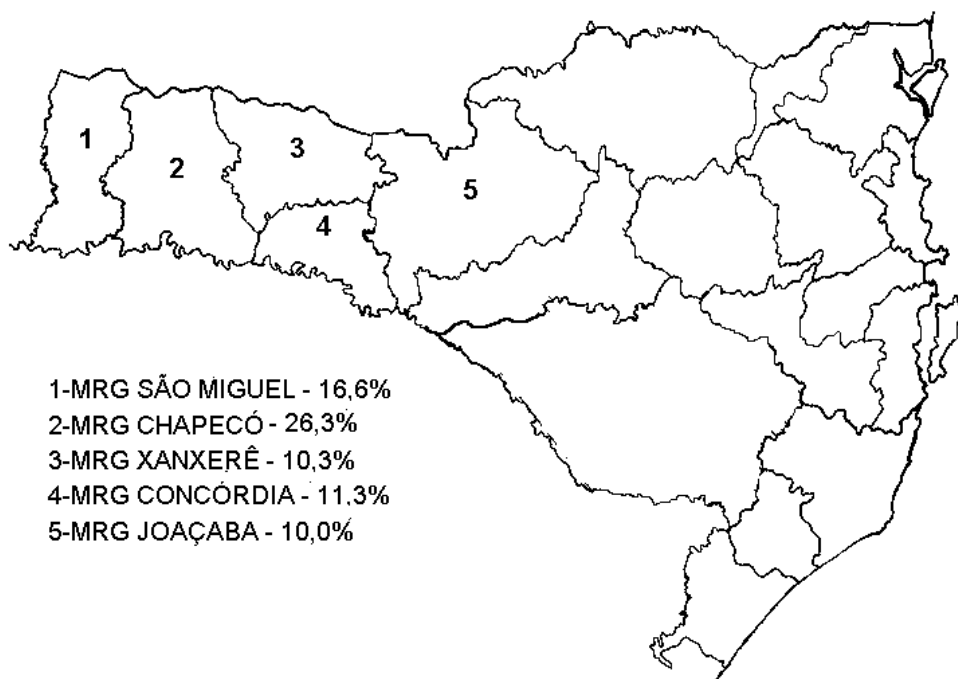 1
2
3
4
5
1-MRG SÃO MIGUEL - 16,6%
2-MRG CHAPECÓ - 26,3%
3-MRG XANXERÊ - 10,3%
4-MRG CONCÓRDIA - 11,3%
5-MRG JOAÇABA - 10,0%